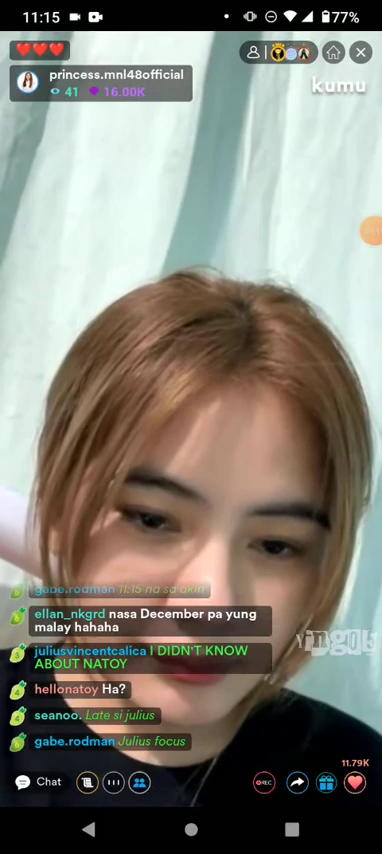 11:15
77%
princess.mnl48official
41 16.00K
kumu
gabe.rodman 11:15 na sa akin
ellan_nkgrd nasa December pa yung
malay hahaha
juliusvincentcalica I DIDN'T KNOW
ABOUT NATOY
hellonatoy Ha?
seanoo. Late si julius
gabe.rodman Julius focus
11.79K
Chat
REC